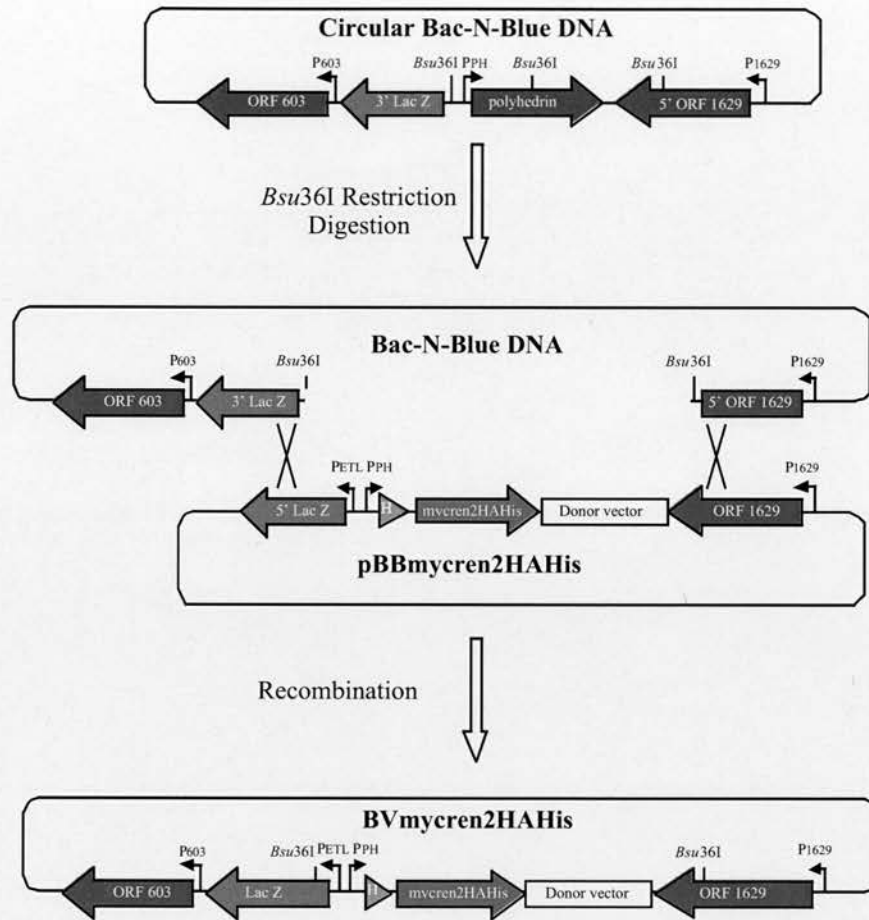 Circular Bac-N-Blue DNA
P603 Bsu36I PPH Bsu36I Bsu36I P1629
ORF 603 3' Lac Z polyhedrin 5' ORF 1629
Bsu36I Restriction
Digestion
Bac-N-Blue DNA
P603 Bsu36I Bsu36I P1629
ORF 603 3' Lac Z 5' ORF 1629
PETL PPH P1629
5' Lac Z H mycren2HAHis Donor vector ORF 1629
pBBmycren2HAHis
Recombination
BVmycren2HAHis
P603 Bsu36I PETL PPH Bsu36I P1629
ORF 603 Lac Z H mycren2HAHis Donor vector ORF 1629